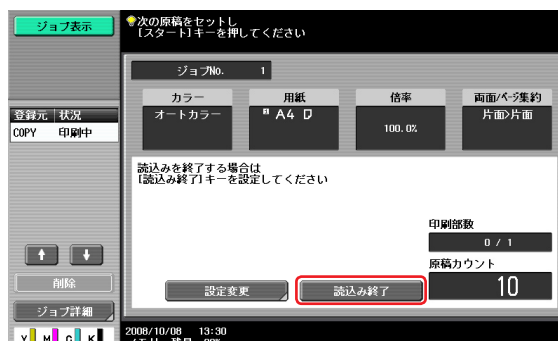 ジョブ表示
次の原稿をセットし
［スタート］キーを押してください
ジョブNo. 1
カラー 用紙 倍率 両面/ページ集約
オートカラー 1 A4 100.0% 片面>片面
登録元 状況
COPY 印刷中
読込みを終了する場合は
［読込み終了］キーを設定してください
印刷部数
0 / 1
原稿カウント
10
設定変更 読込み終了
↑ ↓
削除
ジョブ詳細
Y M C K
2008/10/08 13:30